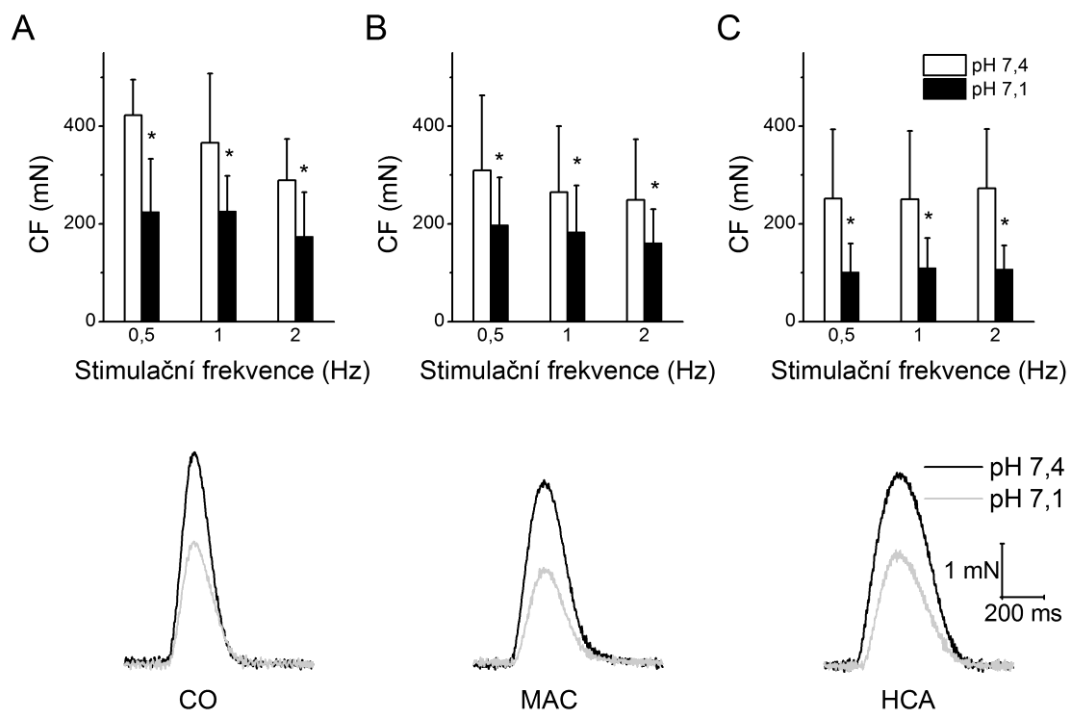 A
B
C
pH 7,4
pH 7,1
CF (mN)
400
200
0
0,5
1
2
Stimulační frekvence (Hz)
*
*
*
CF (mN)
400
200
0
0,5
1
2
Stimulační frekvence (Hz)
*
*
*
CF (mN)
400
200
0
0,5
1
2
Stimulační frekvence (Hz)
*
*
*
pH 7,4
pH 7,1
1 mN
200 ms
CO
MAC
HCA